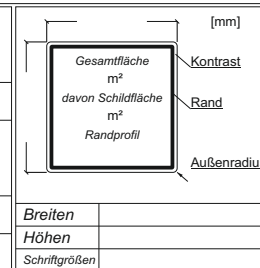 [mm]
Gesamtfläche
m²
davon Schildfläche
m²
Randprofil
Kontrast
Rand
Außenradiu
Breiten
Höhen
Schriftgrößen